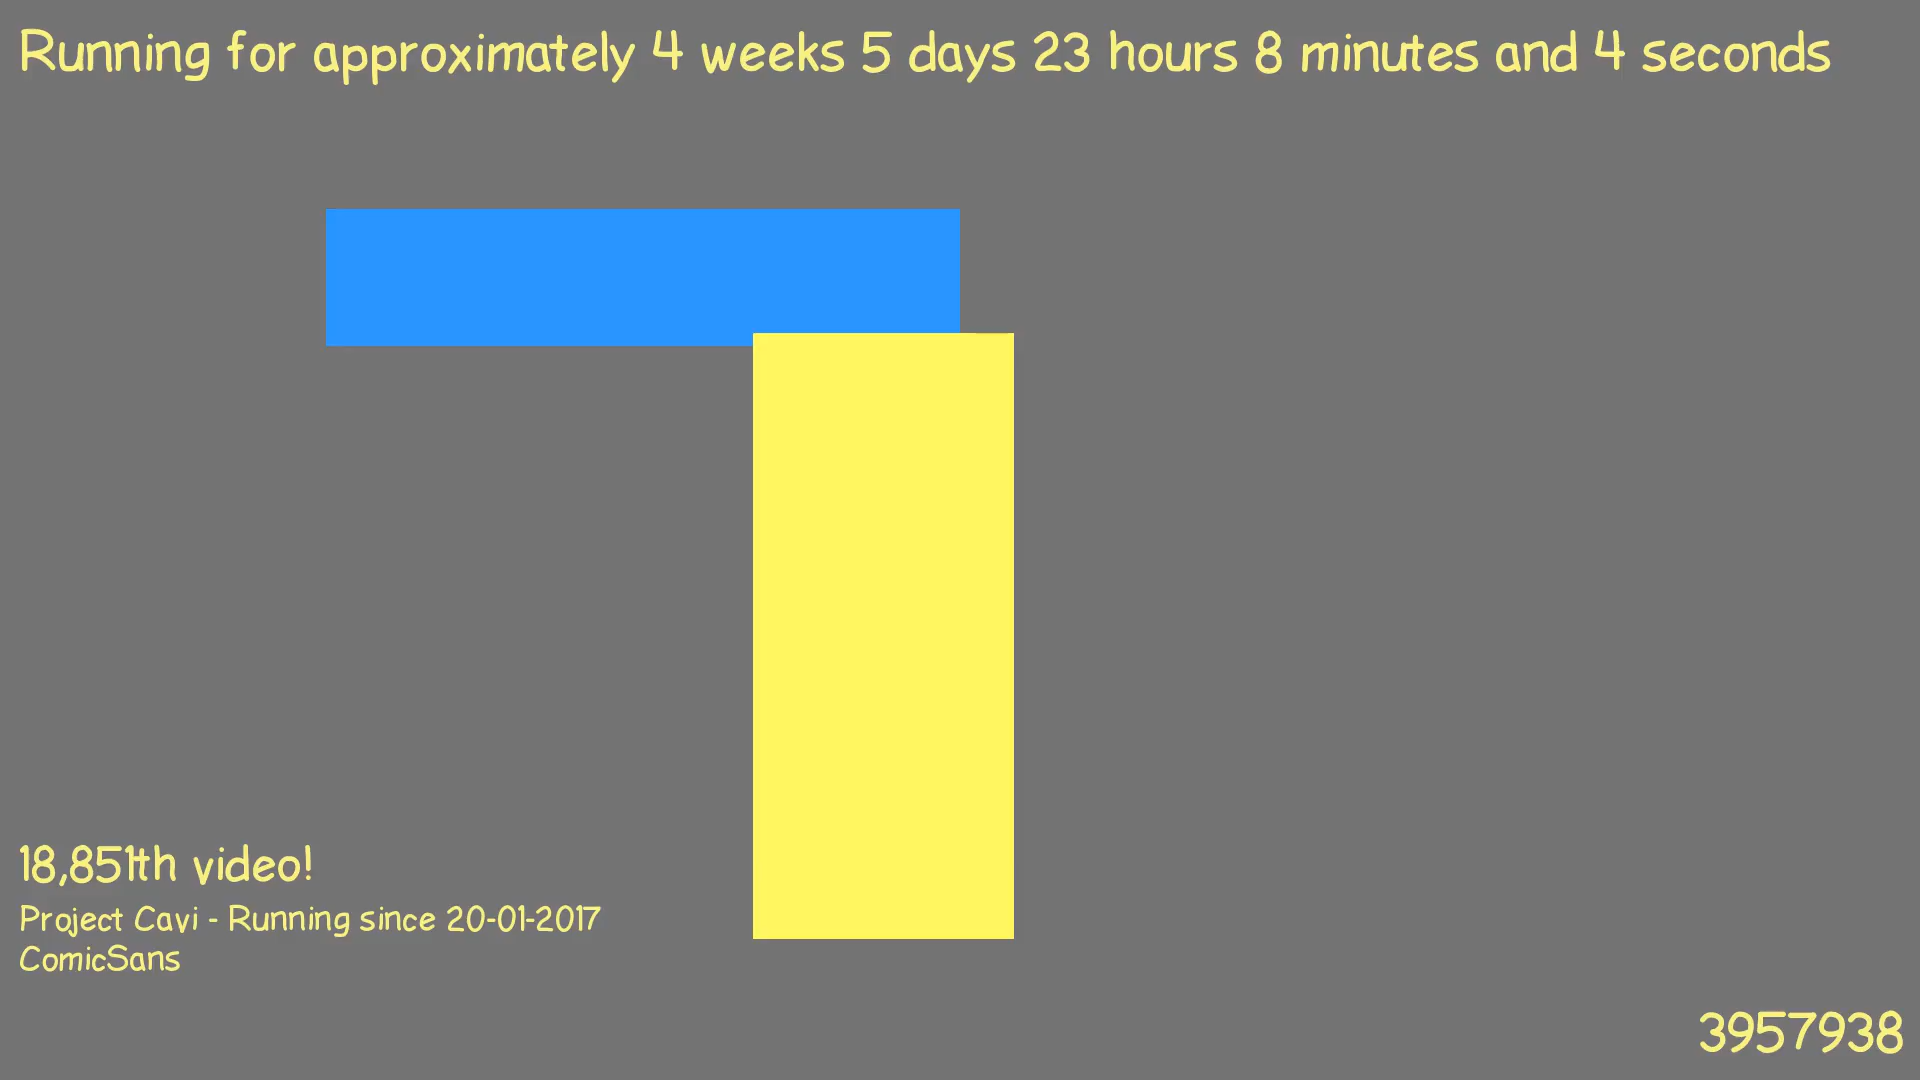 Running for approximately 4 weeks 5 days 23 hours 8 minutes and 4 seconds
18,851th video!
Project Cavi - Running since 20-01-2017
ComicSans
3957938